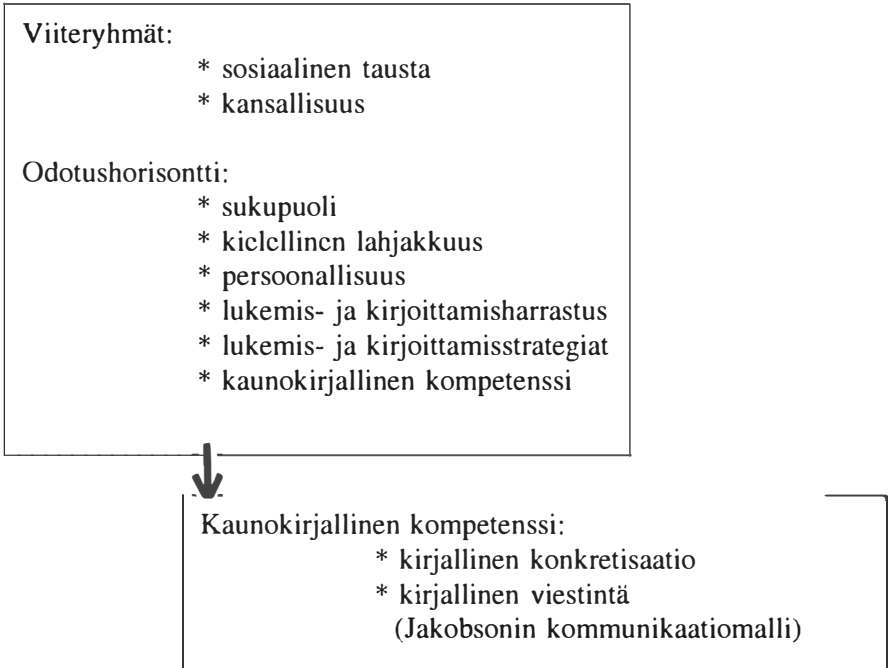 Viiteryhmät:
* sosiaalinen tausta
* kansallisuus
Odotushorisontti:
* sukupuoli
* kielellinen lahjakkuus
* persoonallisuus
* lukemis- ja kirjoittamisharrastus
* lukemis- ja kirjoittamisstrategiat
* kaunokirjallinen kompetenssi
Kaunokirjallinen kompetenssi:
* kirjallinen konkretisaatio
* kirjallinen viestintä
(Jakobsonin kommunikaatiomalli)